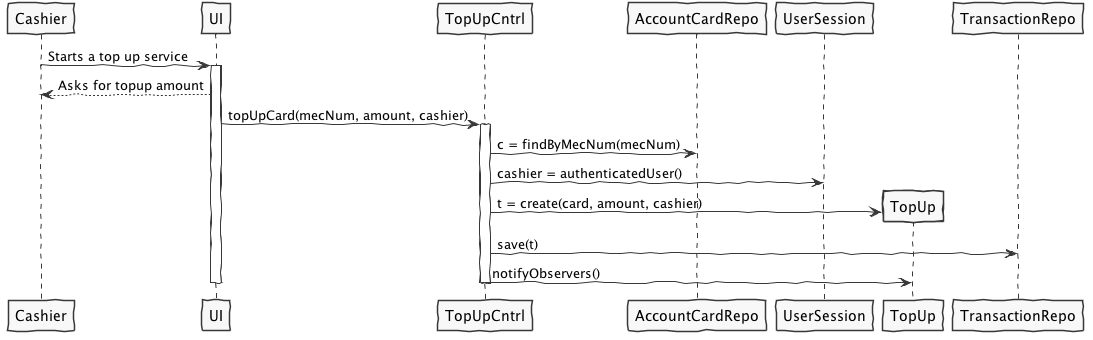 Cashier
UI
TopUpCntrl
AccountCardRepo
UserSession
TransactionRepo
Starts a top up service
Asks for topup amount
topUpCard(mecNum, amount, cashier)
c = findByMecNum(mecNum)
cashier = authenticatedUser()
t = create(card, amount, cashier)
TopUp
save(t)
notifyObservers()
Cashier
UI
TopUpCntrl
AccountCardRepo
UserSession
TopUp
TransactionRepo